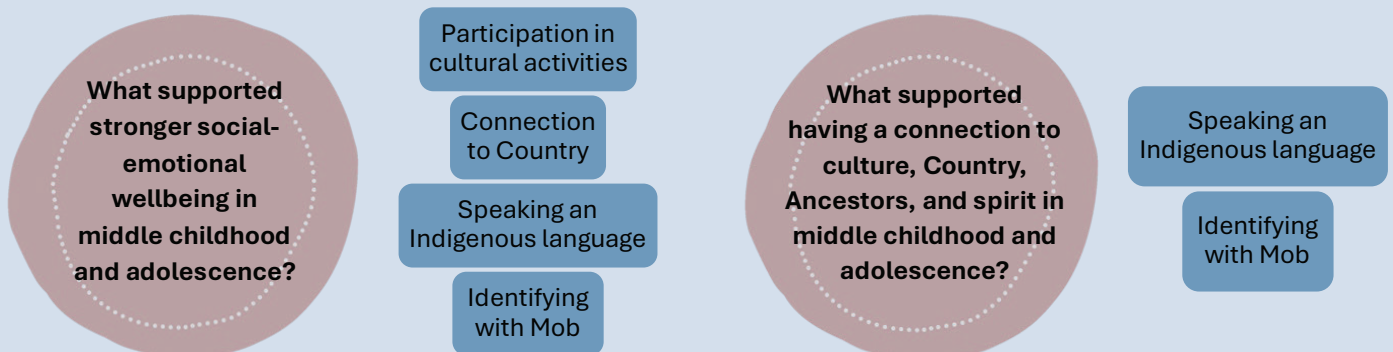 What supported
stronger social-
emotional
wellbeing in
middle childhood
and adolescence?
Participation in
cultural activities
Connection
to Country
Speaking an
Indigenous language
Identifying
with Mob
What supported
having a connection to
culture, Country,
Ancestors, and spirit in
middle childhood and
adolescence?
Speaking an
Indigenous language
Identifying
with Mob